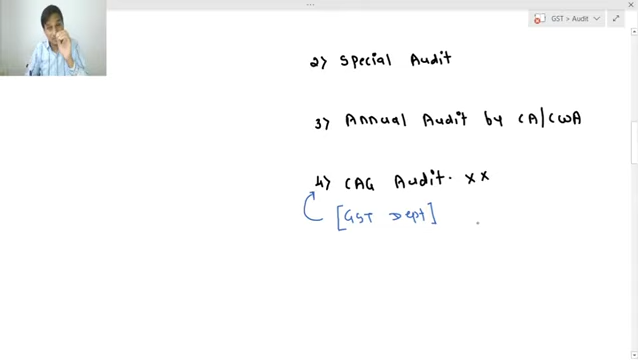 GST > Audit
2) Special Audit
3) Annual Audit by CA/CWA
4) CAG Audit. xx
[GST Dept]